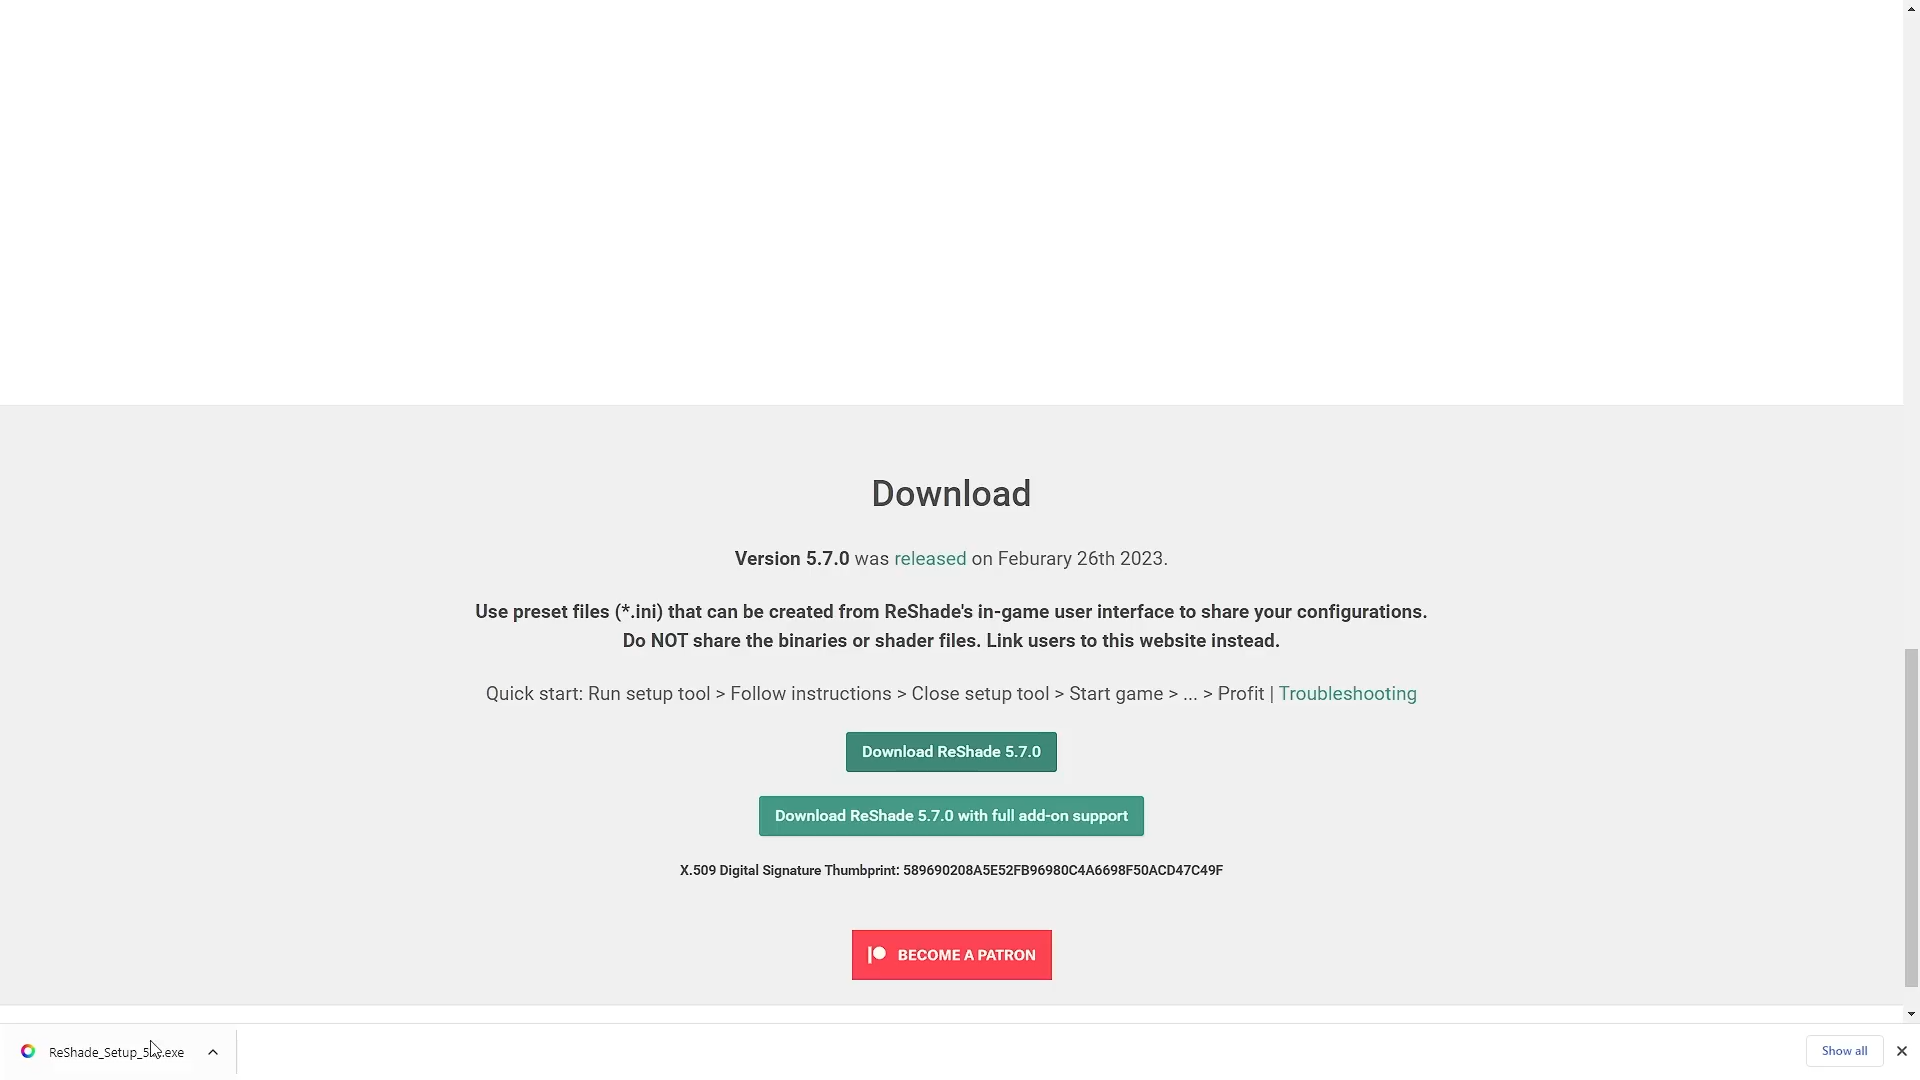 Download
Version 5.7.0 was released on Feburary 26th 2023.
Use preset files (*.ini) that can be created from ReShade's in-game user interface to share your configurations.
Do NOT share the binaries or shader files. Link users to this website instead.
Quick start: Run setup tool > Follow instructions > Close setup tool > Start game > ... > Profit | Troubleshooting
Download ReShade 5.7.0
Download ReShade 5.7.0 with full add-on support
X.509 Digital Signature Thumbprint: 589690208A5E52FB96980C4A6698F50ACD47C49F
BECOME A PATRON
Show all